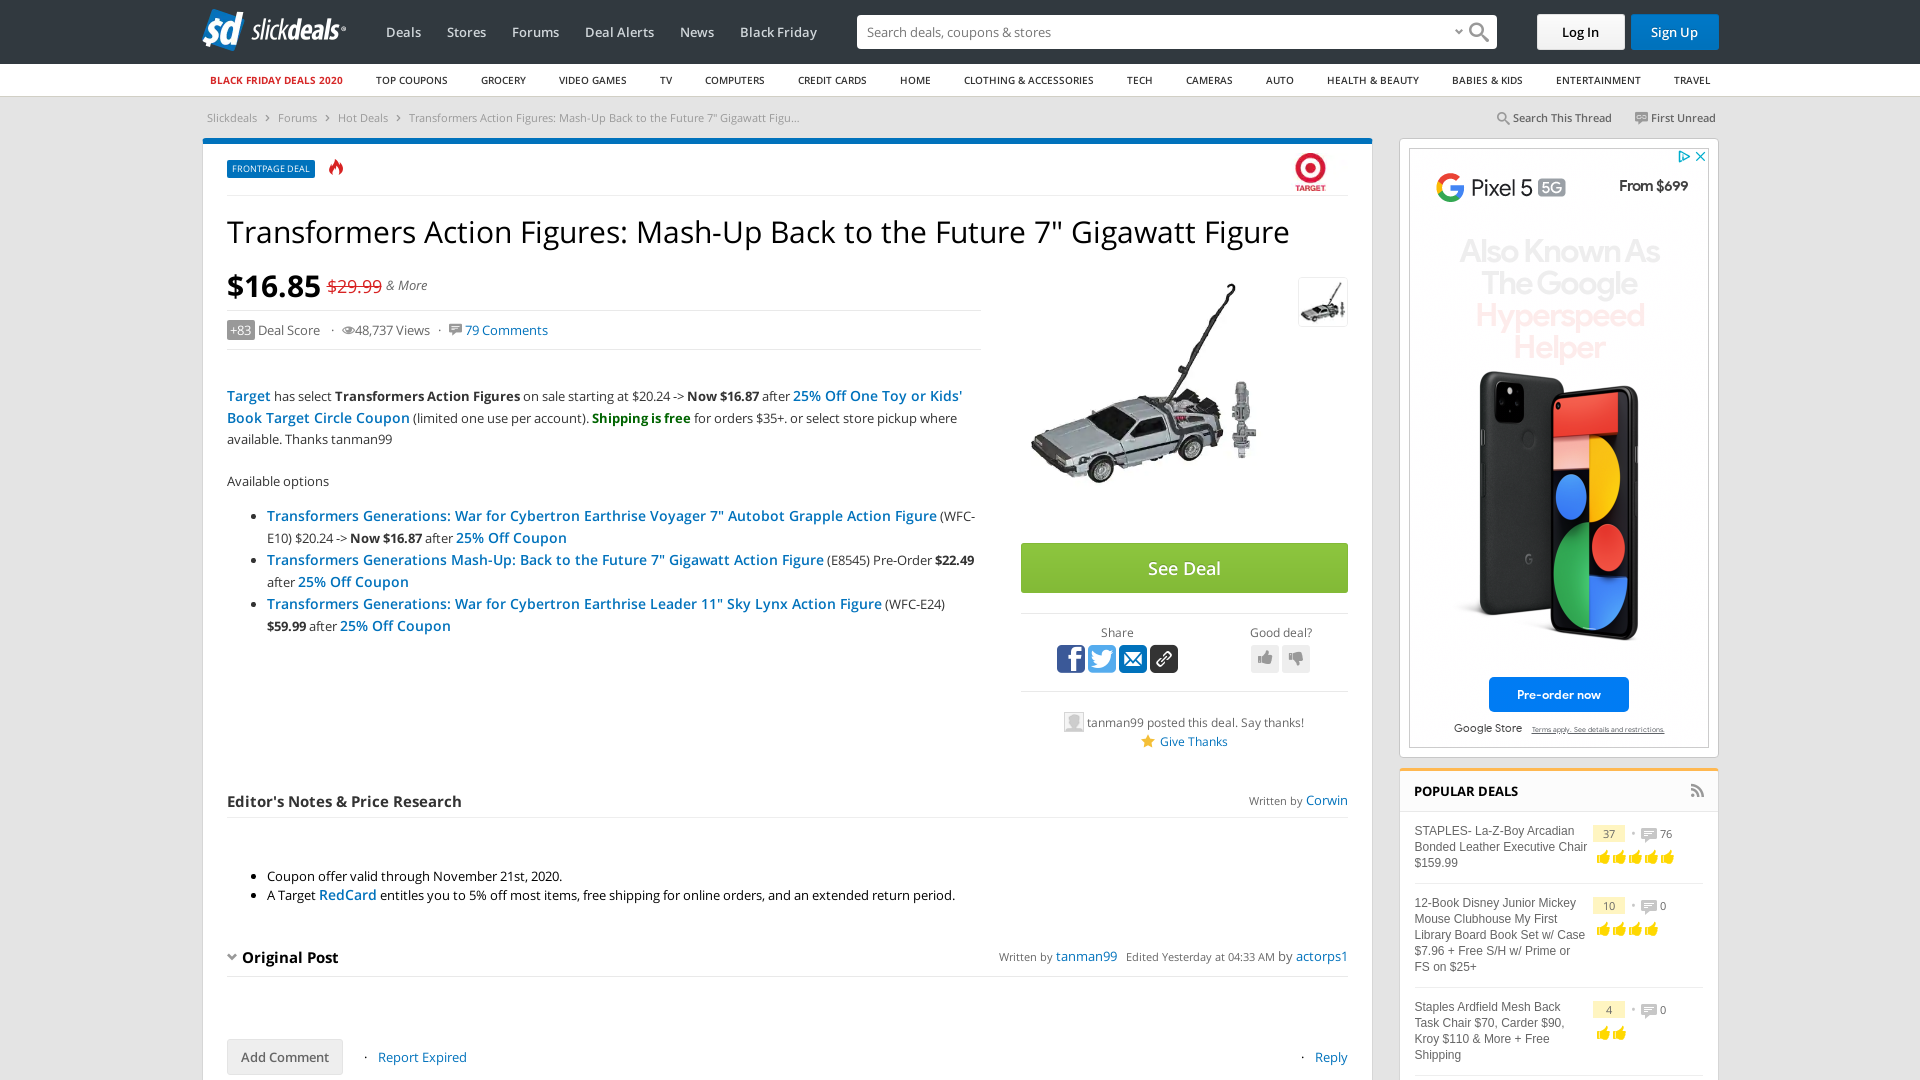 sd slickdeals
Deals Stores Forums Deal Alerts News Black Friday
Search deals, coupons & stores
Log In Sign Up
BLACK FRIDAY DEALS 2020 TOP COUPONS GROCERY VIDEO GAMES TV COMPUTERS CREDIT CARDS HOME CLOTHING & ACCESSORIES TECH CAMERAS AUTO HEALTH & BEAUTY BABIES & KIDS ENTERTAINMENT TRAVEL
Slickdeals › Forums › Hot Deals › Transformers Action Figures: Mash-Up Back to the Future 7" Gigawatt Figu...
Search This Thread First Unread
FRONTPAGE DEAL
TARGET
Transformers Action Figures: Mash-Up Back to the Future 7" Gigawatt Figure
$16.85 $29.99 & More
+83 Deal Score · 48,737 Views · 79 Comments
Target has select Transformers Action Figures on sale starting at $20.24 -> Now $16.87 after 25% Off One Toy or Kids'
Book Target Circle Coupon (limited one use per account). Shipping is free for orders $35+. or select store pickup where
available. Thanks tanman99
Available options
• Transformers Generations: War for Cybertron Earthrise Voyager 7" Autobot Grapple Action Figure (WFC-
E10) $20.24 -> Now $16.87 after 25% Off Coupon
• Transformers Generations Mash-Up: Back to the Future 7" Gigawatt Action Figure (E8545) Pre-Order $22.49
after 25% Off Coupon
• Transformers Generations: War for Cybertron Earthrise Leader 11" Sky Lynx Action Figure (WFC-E24)
$59.99 after 25% Off Coupon
See Deal
Share
Good deal?
tanman99 posted this deal. Say thanks!
Give Thanks
Editor's Notes & Price Research
Written by Corwin
• Coupon offer valid through November 21st, 2020.
• A Target RedCard entitles you to 5% off most items, free shipping for online orders, and an extended return period.
Original Post
Written by tanman99 Edited Yesterday at 04:33 AM by actorps1
Add Comment · Report Expired
· Reply
G Pixel 5 5G From $699
Also Known As
The Google
Hyperspeed
Helper
Pre-order now
Google Store Terms apply. See details and restrictions.
POPULAR DEALS
STAPLES- La-Z-Boy Arcadian
Bonded Leather Executive Chair
$159.99
37 • 76
12-Book Disney Junior Mickey
Mouse Clubhouse My First
Library Board Book Set w/ Case
$7.96 + Free S/H w/ Prime or
FS on $25+
10 • 0
Staples Ardfield Mesh Back
Task Chair $70, Carder $90,
Kroy $110 & More + Free
Shipping
4 • 0